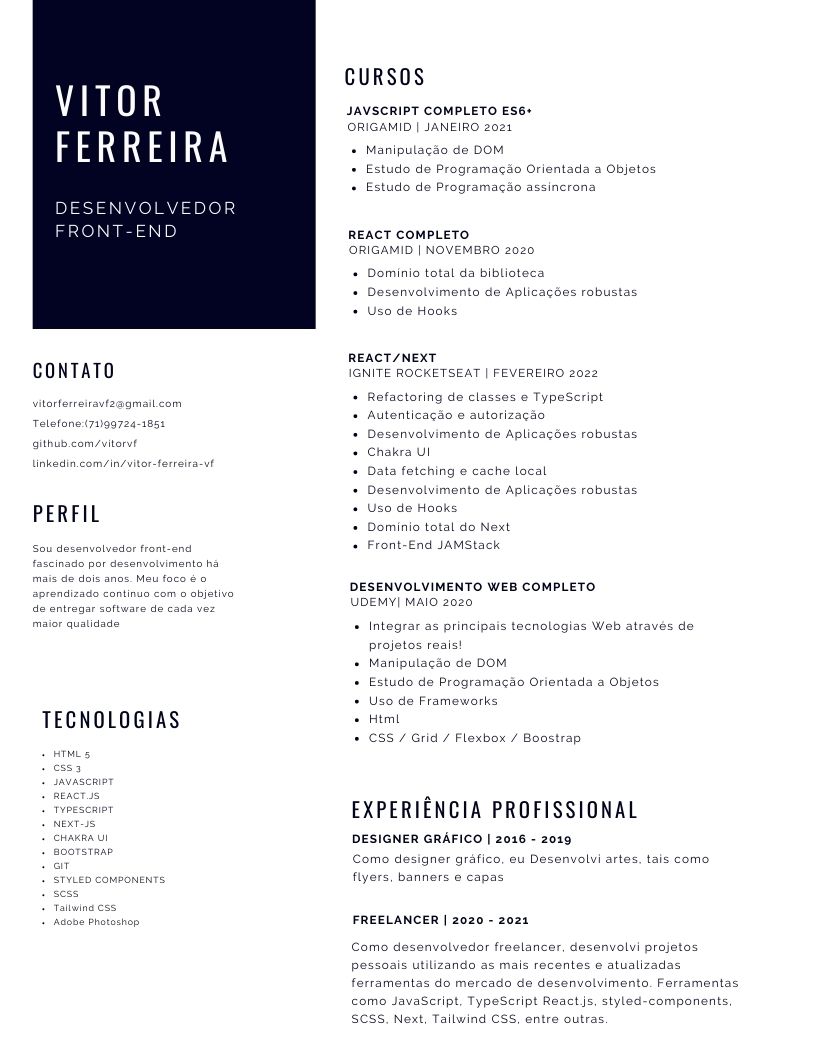 VITOR
FERREIRA
DESENVOLVEDOR
FRONT-END
CONTATO
vitorferreiravf2@gmail.com
Telefone:(71)99724-1851
github.com/vitorvf
linkedin.com/in/vitor-ferreira-vf
PERFIL
Sou desenvolvedor front-end
fascinado por desenvolvimento há
mais de dois anos. Meu foco é o
aprendizado continuo com o objetivo
de entregar software de cada vez
maior qualidade
TECNOLOGIAS
• HTML 5
• CSS 3
• JAVASCRIPT
• REACT.JS
• TYPESCRIPT
• NEXT-JS
• CHAKRA UI
• BOOTSTRAP
• GIT
• STYLED COMPONENTS
• SCSS
• Tailwind CSS
• Adobe Photoshop
CURSOS
JAVSCRIPT COMPLETO ES6+
ORIGAMID | JANEIRO 2021
• Manipulação de DOM
• Estudo de Programação Orientada a Objetos
• Estudo de Programação assincrona
REACT COMPLETO
ORIGAMID | NOVEMBRO 2020
• Domínio total da biblioteca
• Desenvolvimento de Aplicações robustas
• Uso de Hooks
REACT/NEXT
IGNITE ROCKETSEAT | FEVEREIRO 2022
• Refactoring de classes e TypeScript
• Autenticação e autorização
• Desenvolvimento de Aplicações robustas
• Chakra UI
• Data fetching e cache local
• Desenvolvimento de Aplicações robustas
• Uso de Hooks
• Domínio total do Next
• Front-End JAMStack
DESENVOLVIMENTO WEB COMPLETO
UDEMY| MAIO 2020
• Integrar as principais tecnologias Web através de
projetos reais!
• Manipulação de DOM
• Estudo de Programação Orientada a Objetos
• Uso de Frameworks
• Html
• CSS / Grid / Flexbox / Boostrap
EXPERIÊNCIA PROFISSIONAL
DESIGNER GRÁFICO | 2016 - 2019
Como designer gráfico, eu Desenvolvi artes, tais como
flyers, banners e capas
FREELANCER | 2020 - 2021
Como desenvolvedor freelancer, desenvolvi projetos
pessoais utilizando as mais recentes e atualizadas
ferramentas do mercado de desenvolvimento. Ferramentas
como JavaScript, TypeScript React.js, styled-components,
SCSS, Next, Tailwind CSS, entre outras.